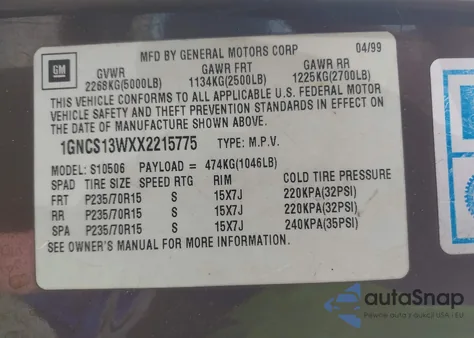 MFD BY GENERAL MOTORS CORP 04/99
GM
GVWR GAWR FRT GAWR RR
2268KG(5000LB) 1134KG(2500LB) 1225KG(2700LB)
THIS VEHICLE CONFORMS TO ALL APPLICABLE U.S. FEDERAL MOTOR
VEHICLE SAFETY AND THEFT PREVENTION STANDARDS IN EFFECT ON
THE DATE OF MANUFACTURE SHOWN ABOVE.
1GNCS13WXX2215775 TYPE: M.P.V.
MODEL: S10506 PAYLOAD = 474KG(1046LB)
SPAD TIRE SIZE SPEED RTG RIM COLD TIRE PRESSURE
FRT P235/70R15 S 15X7J 220KPA(32PSI)
RR P235/70R15 S 15X7J 220KPA(32PSI)
SPA P235/70R15 S 15X7J 240KPA(35PSI)
SEE OWNER'S MANUAL FOR MORE INFORMATION.
autaSnap